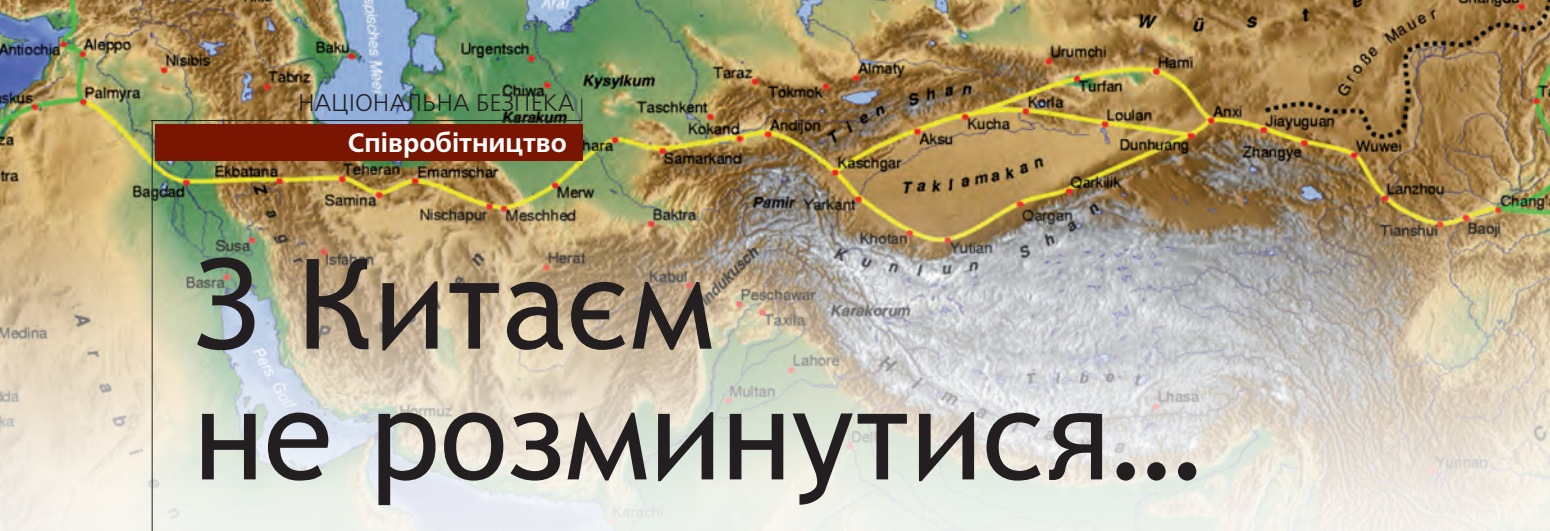 W ü s t e
Große Mauer
Aral
Antiochia
Aleppo
Nisibis
Baku
Urgentsch
Tabriz
Palmyra
Chiwa
Kysylkum
Karakum
Taschkent
Taraz
Tokmok
Almaty
Urumchi
Hami
Turfan
Tien Shan
Korla
Kucha
Loulan
Anxi
Jiayuguan
Kokand
Andijon
Aksu
Dunhuang
Zhangye
Wuwei
НАЦІОНАЛЬНА БЕЗПЕКА
Співробітництво
Samarkand
Kaschgar
Taklamakan
Qarkilik
Lanzhou
Bagdad
Ekbatana
Teheran
Emamschar
Samina
Merw
Nischapur
Meschhed
Baktra
Pamir
Yarkant
Qargan
Tianshui
Baoji
Khotan
Yutian
Kunlun Shan
Susa
Isfahan
Herat
Basra
Kabul
Peschawar
Taxila
Karakorum
З Китаєм
Medina
Lahore
Multan
Tibet
Lhasa
Hormuz
Pers. Golf
не розминутися...
Yunnan
Karachi